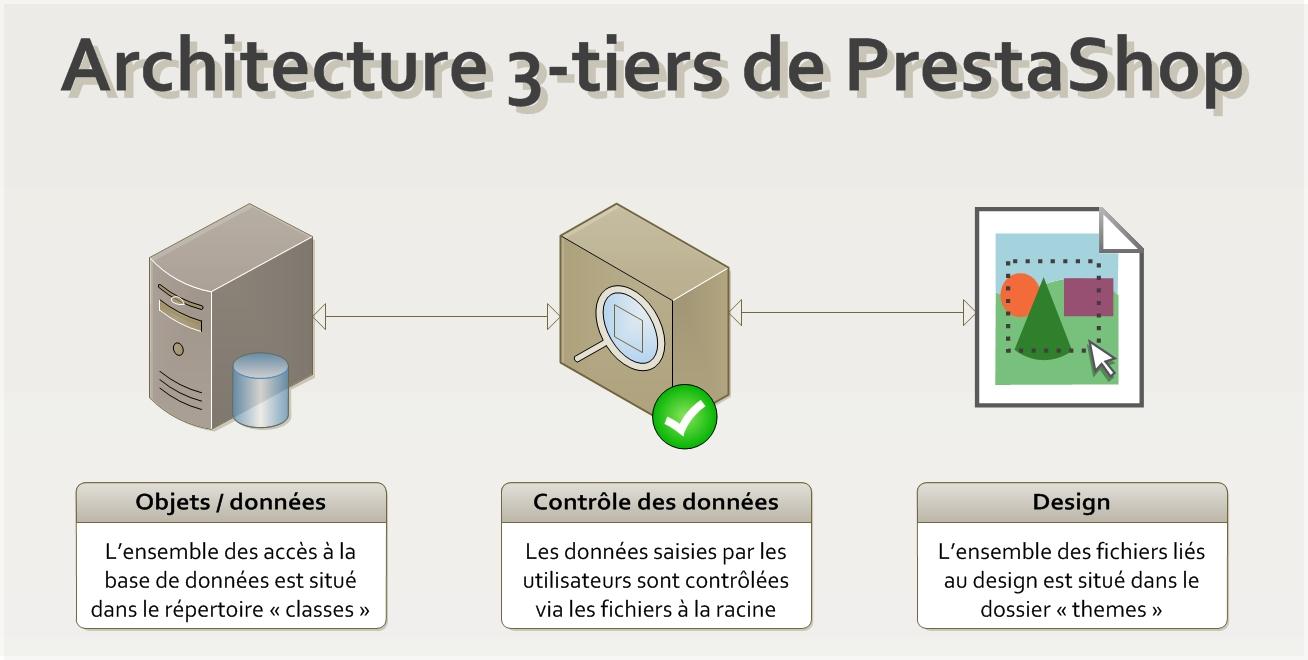 Architecture 3-tiers de PrestaShop
Objets / données
L’ensemble des accès à la
base de données est situé
dans le répertoire « classes »
Contrôle des données
Les données saisies par les
utilisateurs sont contrôlées
via les fichiers à la racine
Design
L’ensemble des fichiers liés
au design est situé dans le
dossier « themes »